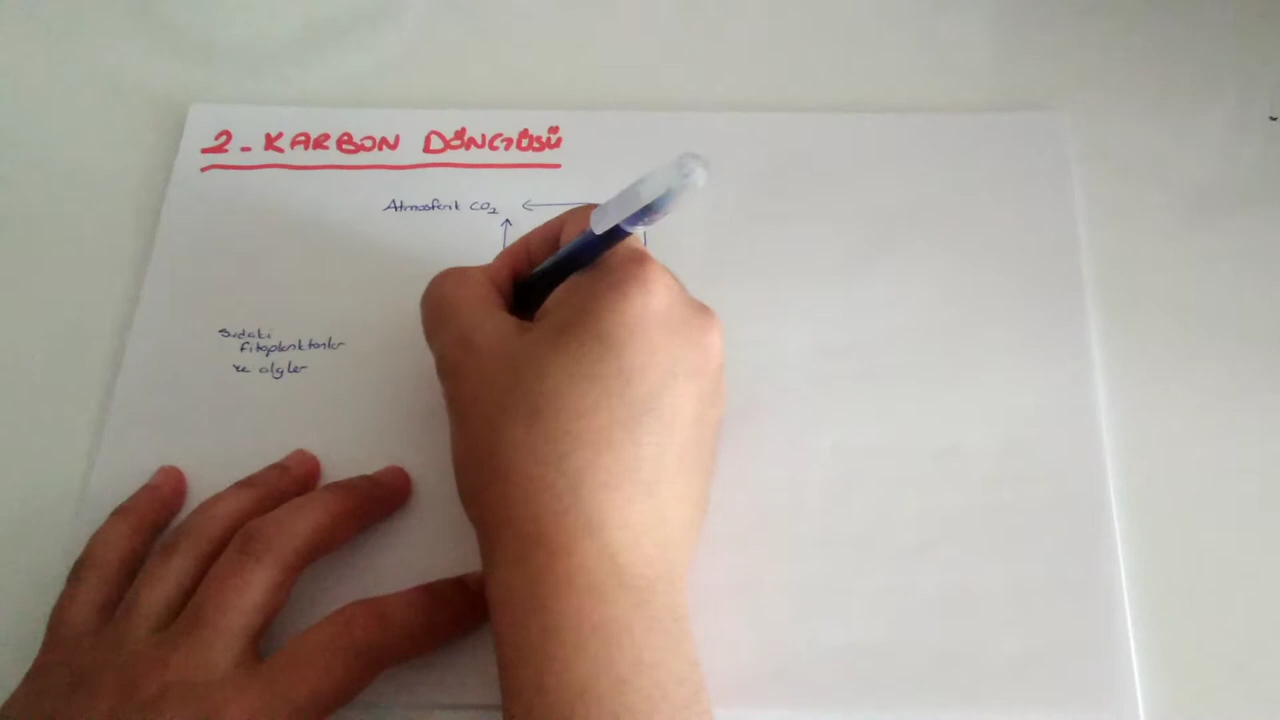 2- KARBON DÖNGÜSÜ
Atmosferik CO₂
Sudaki
fitoplanktonlar
ve algler